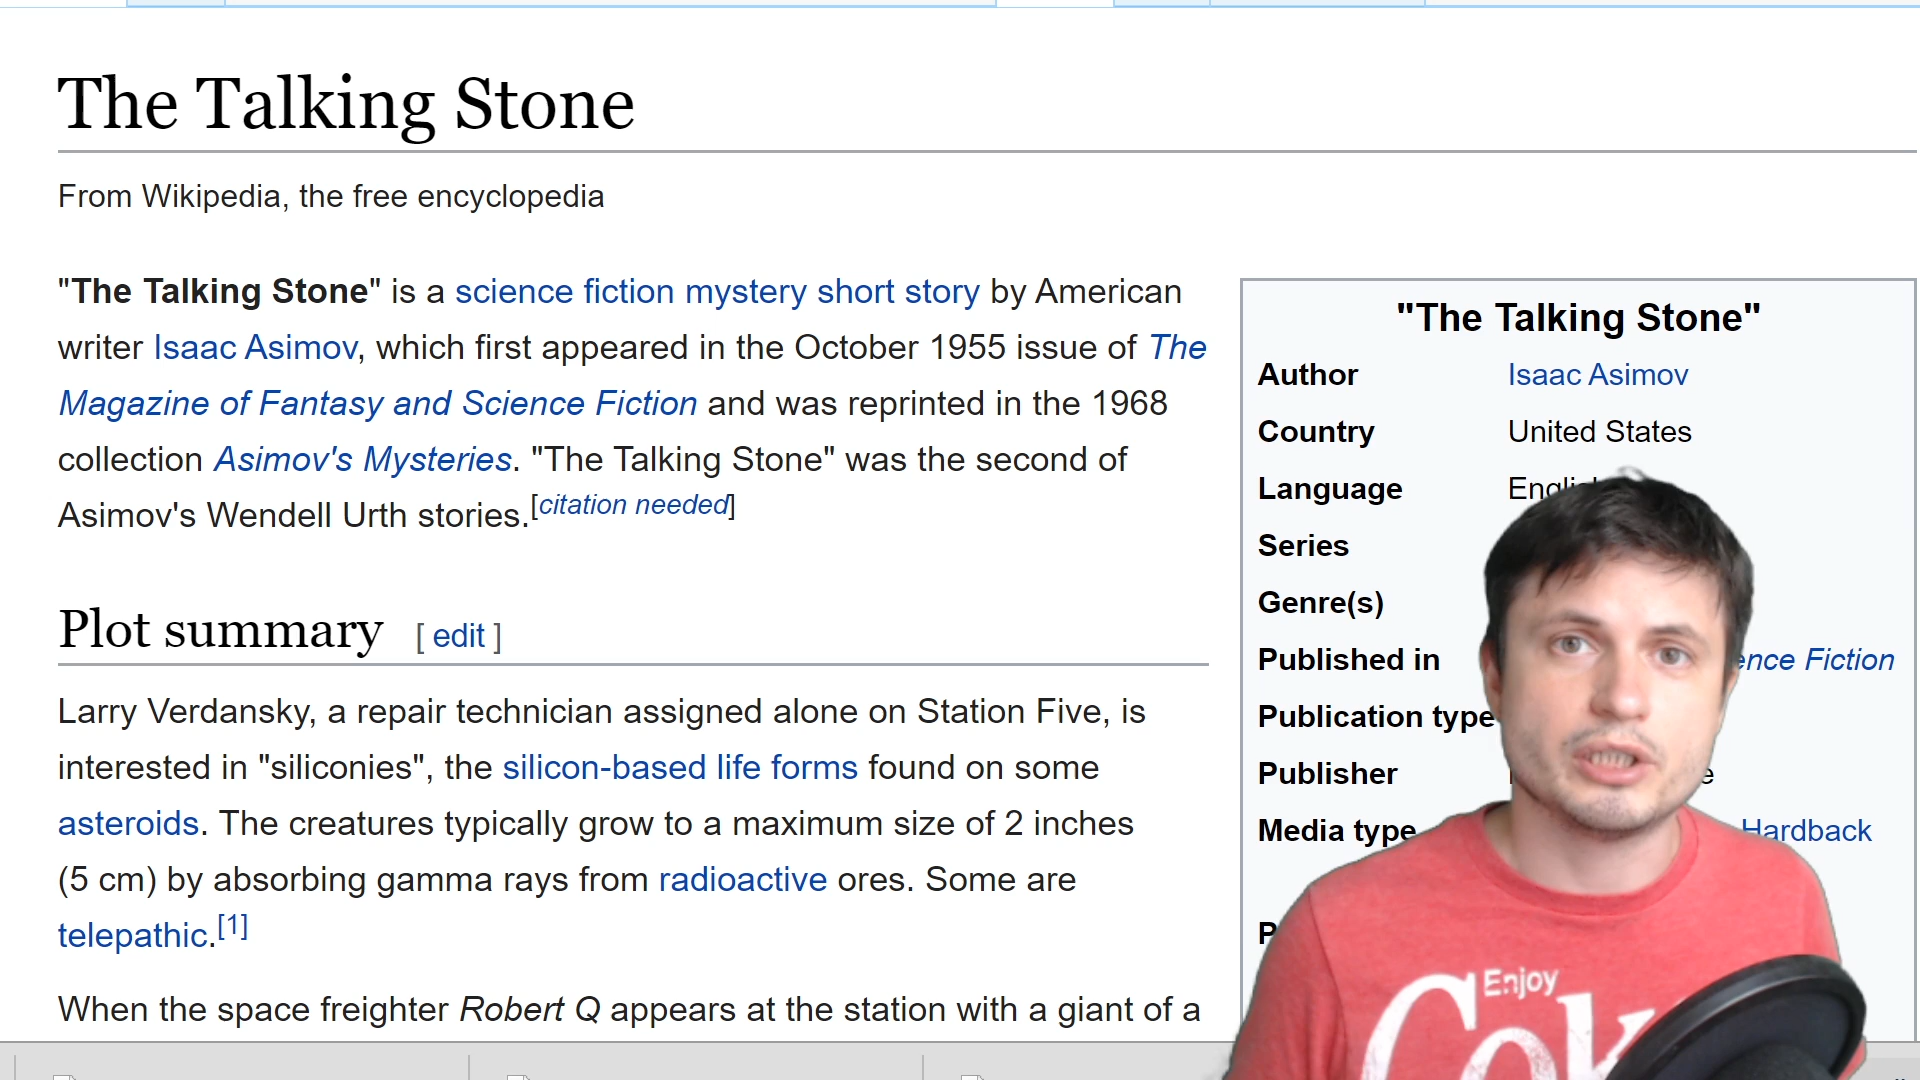 The Talking Stone
From Wikipedia, the free encyclopedia
"The Talking Stone" is a science fiction mystery short story by American
writer Isaac Asimov, which first appeared in the October 1955 issue of The
Magazine of Fantasy and Science Fiction and was reprinted in the 1968
collection Asimov's Mysteries. "The Talking Stone" was the second of
Asimov's Wendell Urth stories.[citation needed]
Plot summary [ edit ]
Larry Verdansky, a repair technician assigned alone on Station Five, is
interested in "siliconies", the silicon-based life forms found on some
asteroids. The creatures typically grow to a maximum size of 2 inches
(5 cm) by absorbing gamma rays from radioactive ores. Some are
telepathic.[1]
When the space freighter Robert Q appears at the station with a giant of a
"The Talking Stone"
Author Isaac Asimov
Country United States
Language
Series
Genre(s)
Published in Fiction
Publication type
Publisher
Media type Hardback
Enjoy